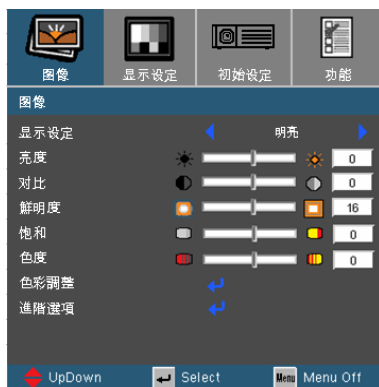 图像 显示设定 初始设定 功能
图像
显示设定 明亮
亮度 0
对比 0
鮮明度 16
饱和 0
色度 0
色彩調整
進階選項
UpDown Select Menu Menu Off